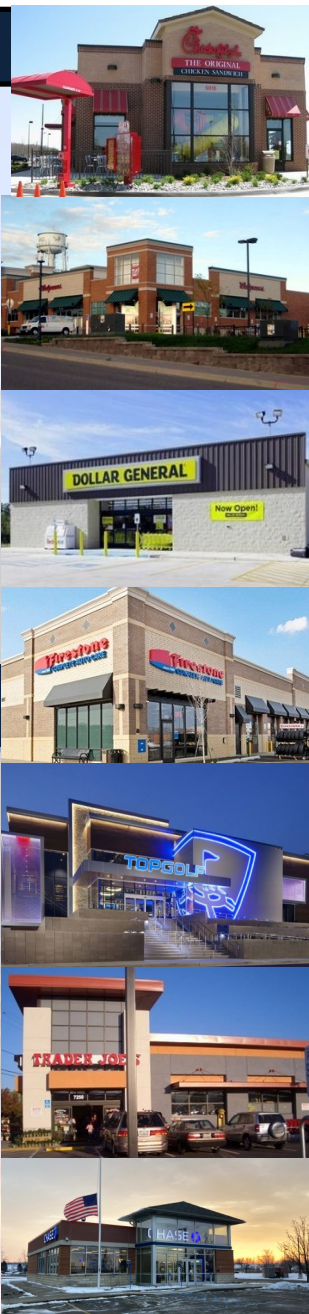 Chick-fil-A
THE ORIGINAL
CHICKEN SANDWICH
Walgreens
Walgreens
DOLLAR GENERAL
Now Open!
Firestone
COMPLETE AUTO CARE
Firestone
COMPLETE AUTO CARE
TOPGOLF
TRADER JOE'S
7250
CHASE
CHASE